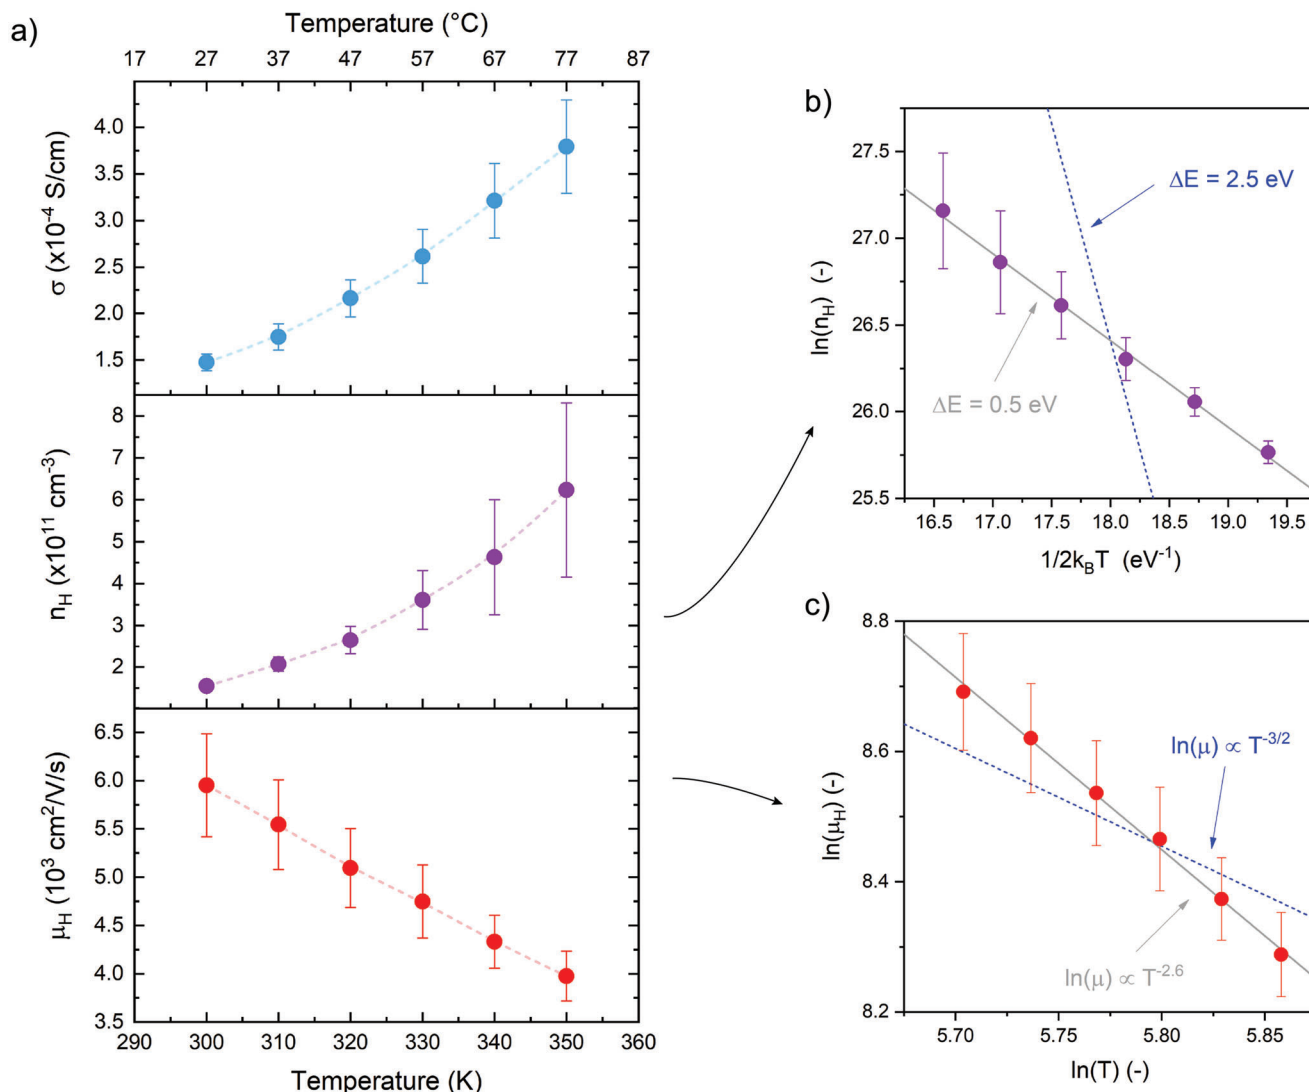 a)
Temperature (°C)
17 27 37 47 57 67 77 87
σ (x10⁻⁴ S/cm)
4.0
3.5
3.0
2.5
2.0
1.5
n_H (x10¹¹ cm⁻³)
8
7
6
5
4
3
2
μ_H (10³ cm²/V/s)
6.5
6.0
5.5
5.0
4.5
4.0
3.5
290 300 310 320 330 340 350 360
Temperature (K)
b)
ln(n_H) (-)
27.5
27.0
26.5
26.0
25.5
ΔE = 2.5 eV
ΔE = 0.5 eV
16.5 17.0 17.5 18.0 18.5 19.0 19.5
1/2k_BT (eV⁻¹)
c)
ln(μ_H) (-)
8.8
8.6
8.4
8.2
ln(μ) ∝ T⁻³/²
ln(μ) ∝ T⁻²·⁶
5.70 5.75 5.80 5.85
ln(T) (-)